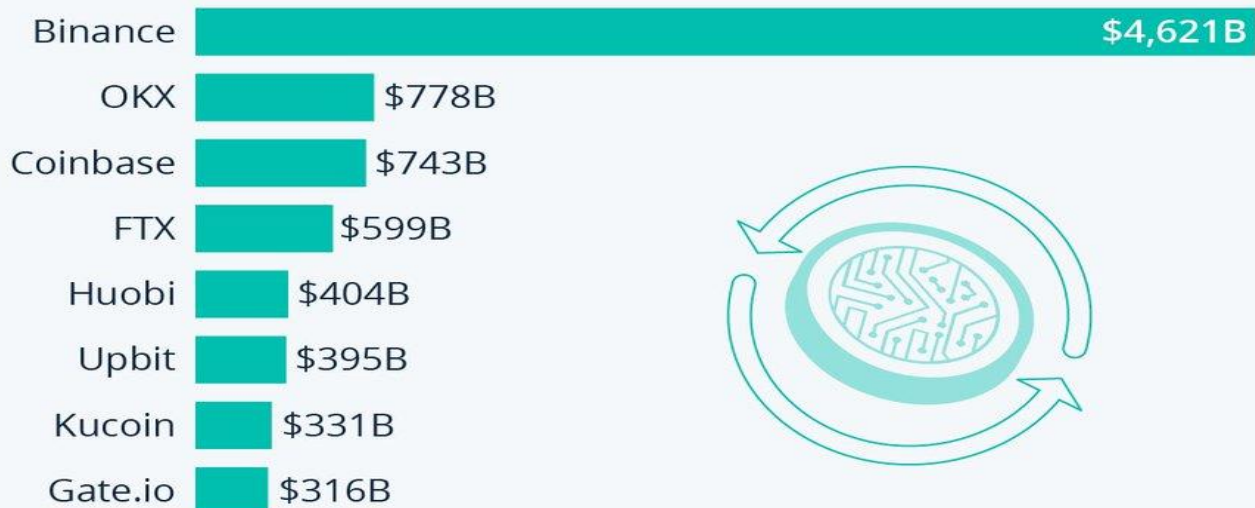 Binance $4,621B
OKX $778B
Coinbase $743B
FTX $599B
Huobi $404B
Upbit $395B
Kucoin $331B
Gate.io $316B